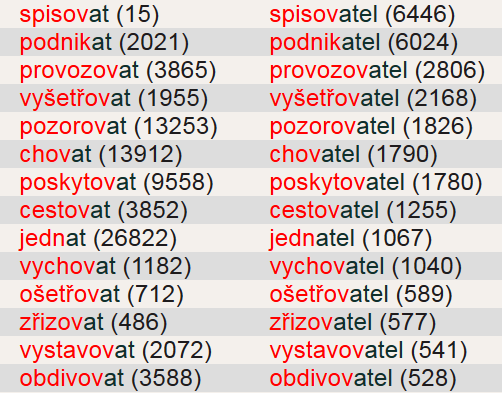 spisovat (15) spisovatel (6446)
podnikat (2021) podnikatel (6024)
provozovat (3865) provozovatel (2806)
vyšetřovat (1955) vyšetřovatel (2168)
pozorovat (13253) pozorovatel (1826)
chovat (13912) chovatel (1790)
poskytovat (9558) poskytovatel (1780)
cestovat (3852) cestovatel (1255)
jednat (26822) jednatel (1067)
vychovat (1182) vychovatel (1040)
ošetřovat (712) ošetřovatel (589)
zřizovat (486) zřizovatel (577)
vystavovat (2072) vystavovatel (541)
obdivovat (3588) obdivovatel (528)